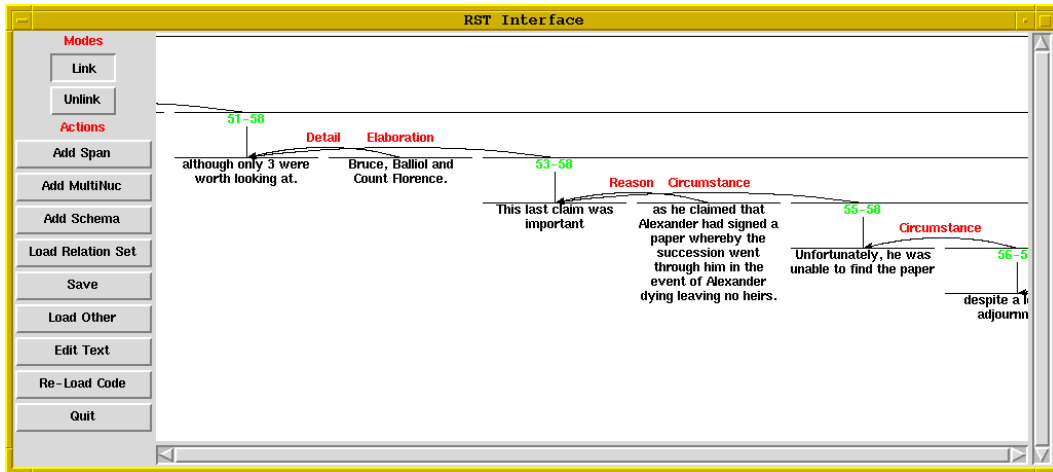 RST Interface
Modes
Link
Unlink
Actions
Add Span
Add MultiNuc
Add Schema
Load Relation Set
Save
Load Other
Edit Text
Re-Load Code
Quit
51-58
Detail Elaboration
although only 3 were
worth looking at.
Bruce, Balliol and
Count Florence.
53-58
Reason Circumstance
This last claim was
important
as he claimed that
Alexander had signed a
paper whereby the
succession went
through him in the
event of Alexander
dying leaving no heirs.
55-58
Circumstance
Unfortunately, he was
unable to find the paper
56-5
despite a
adjourn